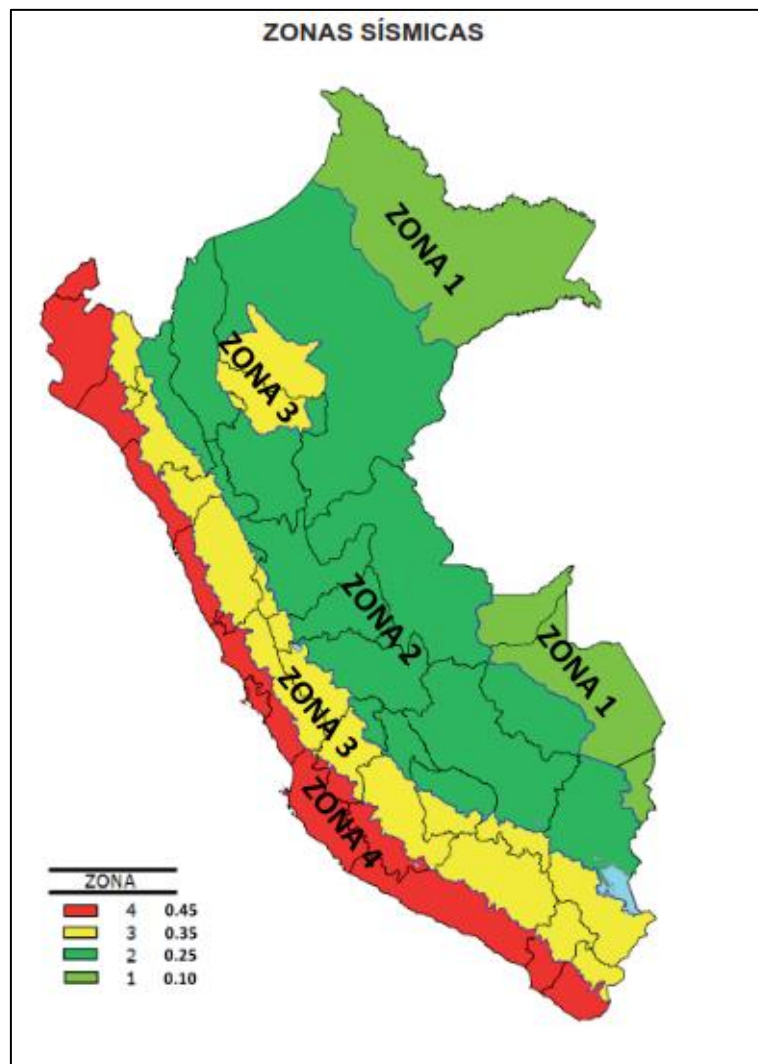 ZONAS SÍSMICAS
ZONA 1
ZONA 3
ZONA 2
ZONA 1
ZONA 3
ZONA 4
ZONA
4 0.45
3 0.35
2 0.25
1 0.10